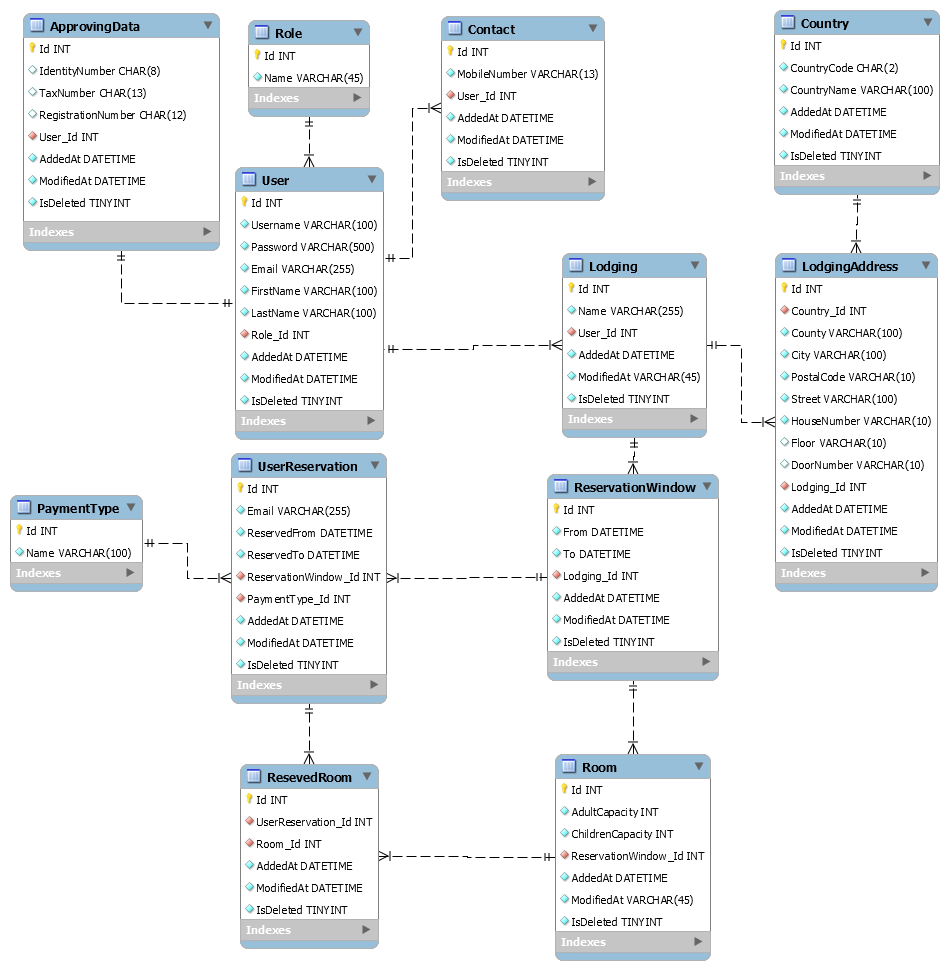 ApprovingData
Id INT
IdentityNumber CHAR(8)
TaxNumber CHAR(13)
RegistrationNumber CHAR(12)
User_Id INT
AddedAt DATETIME
ModifiedAt DATETIME
IsDeleted TINYINT
Indexes
Role
Id INT
Name VARCHAR(45)
Indexes
Contact
Id INT
MobileNumber VARCHAR(13)
User_Id INT
AddedAt DATETIME
ModifiedAt DATETIME
IsDeleted TINYINT
Indexes
Country
Id INT
CountryCode CHAR(2)
CountryName VARCHAR(100)
AddedAt DATETIME
ModifiedAt DATETIME
IsDeleted TINYINT
Indexes
User
Id INT
Username VARCHAR(100)
Password VARCHAR(500)
Email VARCHAR(255)
FirstName VARCHAR(100)
LastName VARCHAR(100)
Role_Id INT
AddedAt DATETIME
ModifiedAt DATETIME
IsDeleted TINYINT
Indexes
Lodging
Id INT
Name VARCHAR(255)
User_Id INT
AddedAt DATETIME
ModifiedAt VARCHAR(45)
IsDeleted TINYINT
Indexes
LodgingAddress
Id INT
Country_Id INT
County VARCHAR(100)
City VARCHAR(100)
PostalCode VARCHAR(10)
Street VARCHAR(100)
HouseNumber VARCHAR(10)
Floor VARCHAR(10)
DoorNumber VARCHAR(10)
Lodging_Id INT
AddedAt DATETIME
ModifiedAt DATETIME
IsDeleted TINYINT
Indexes
PaymentType
Id INT
Name VARCHAR(100)
Indexes
UserReservation
Id INT
Email VARCHAR(255)
ReservedFrom DATETIME
ReservedTo DATETIME
ReservationWindow_Id INT
PaymentType_Id INT
AddedAt DATETIME
ModifiedAt DATETIME
IsDeleted TINYINT
Indexes
ReservationWindow
Id INT
From DATETIME
To DATETIME
Lodging_Id INT
AddedAt DATETIME
ModifiedAt DATETIME
IsDeleted TINYINT
Indexes
ResevedRoom
Id INT
UserReservation_Id INT
Room_Id INT
AddedAt DATETIME
ModifiedAt DATETIME
IsDeleted TINYINT
Indexes
Room
Id INT
AdultCapacity INT
ChildrenCapacity INT
ReservationWindow_Id INT
AddedAt DATETIME
ModifiedAt VARCHAR(45)
IsDeleted TINYINT
Indexes